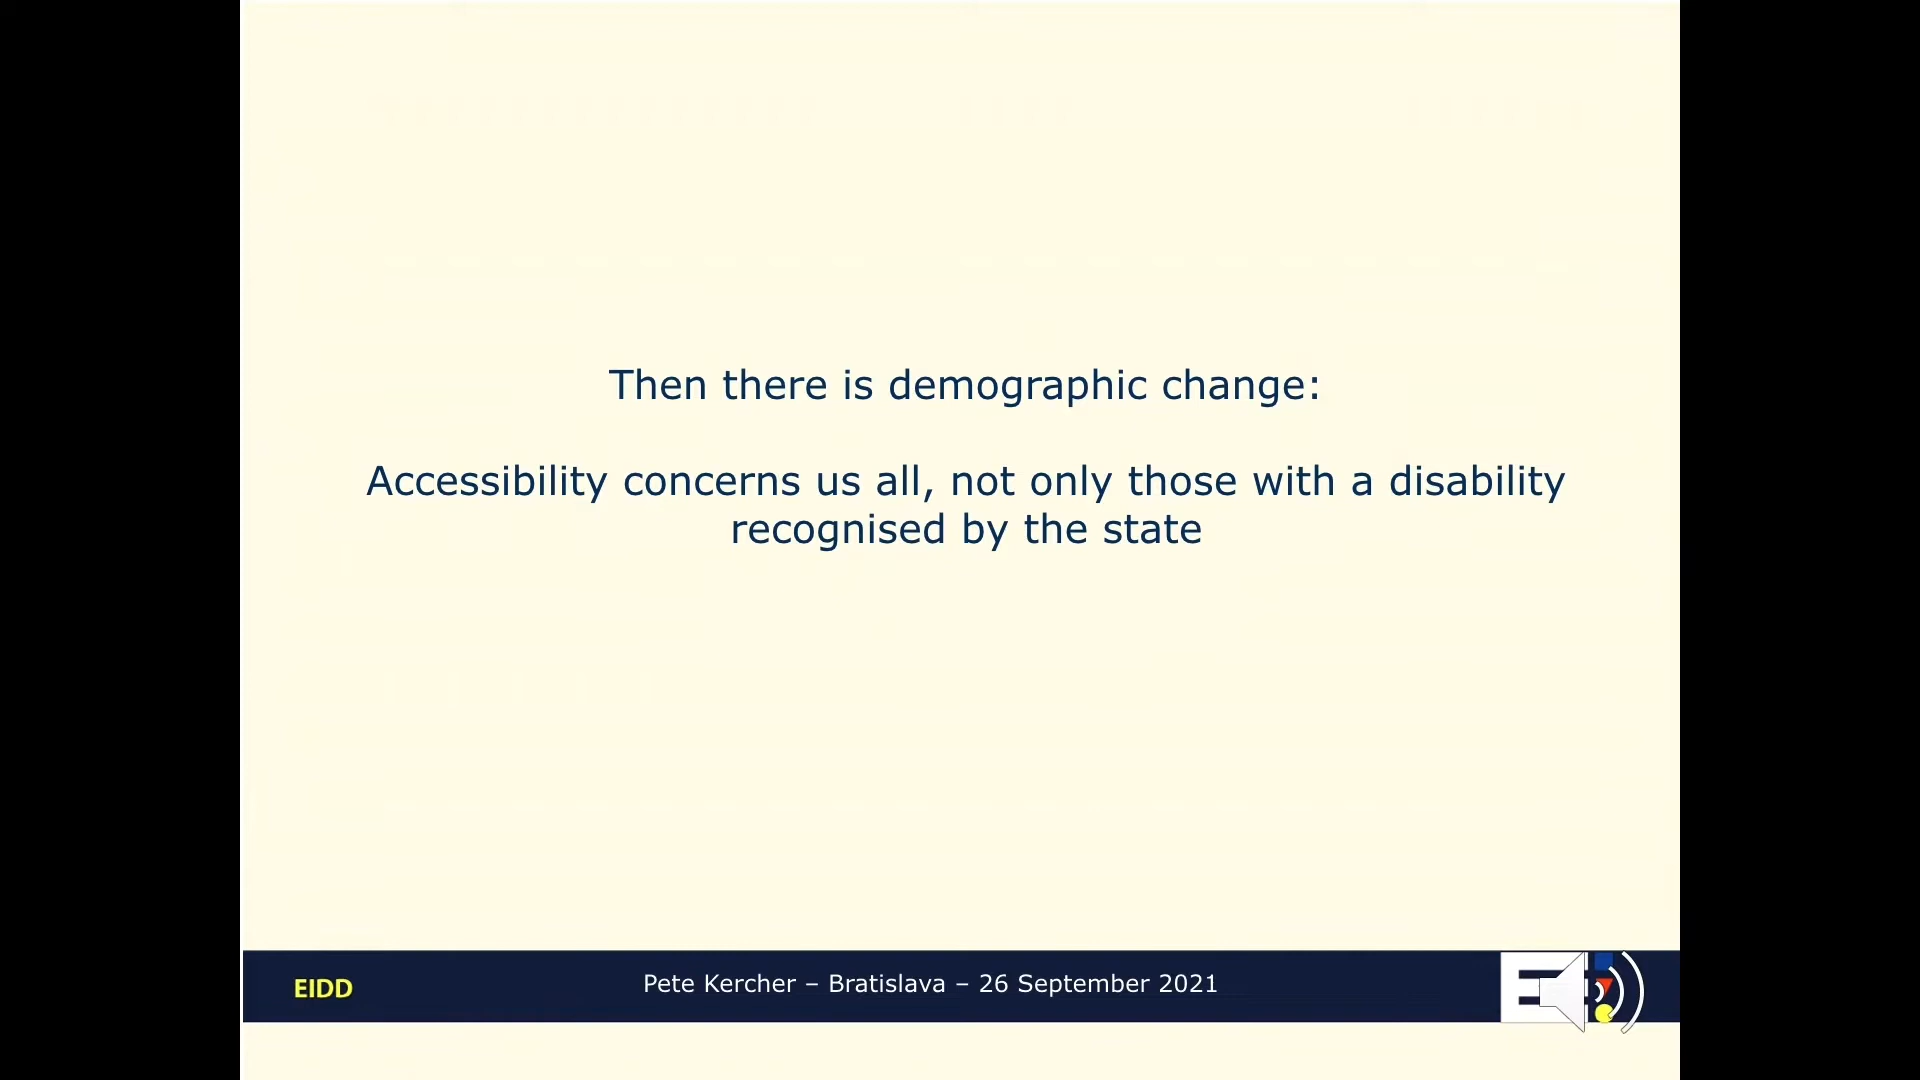 Then there is demographic change:
Accessibility concerns us all, not only those with a disability
recognised by the state
EIDD
Pete Kercher – Bratislava – 26 September 2021